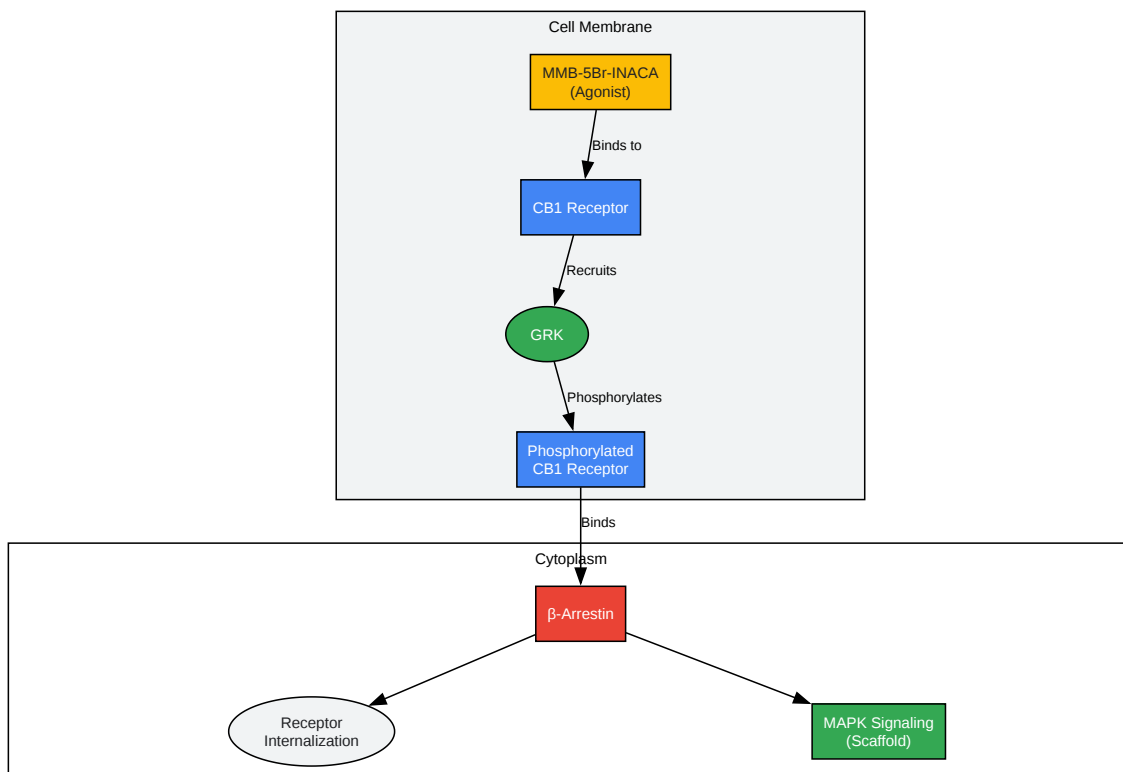 Cell Membrane
MMB-5Br-INACA
(Agonist)
Binds to
CB1 Receptor
Recruits
GRK
Phosphorylates
Phosphorylated
CB1 Receptor
Binds
Cytoplasm
β-Arrestin
Receptor
Internalization
MAPK Signaling
(Scaffold)